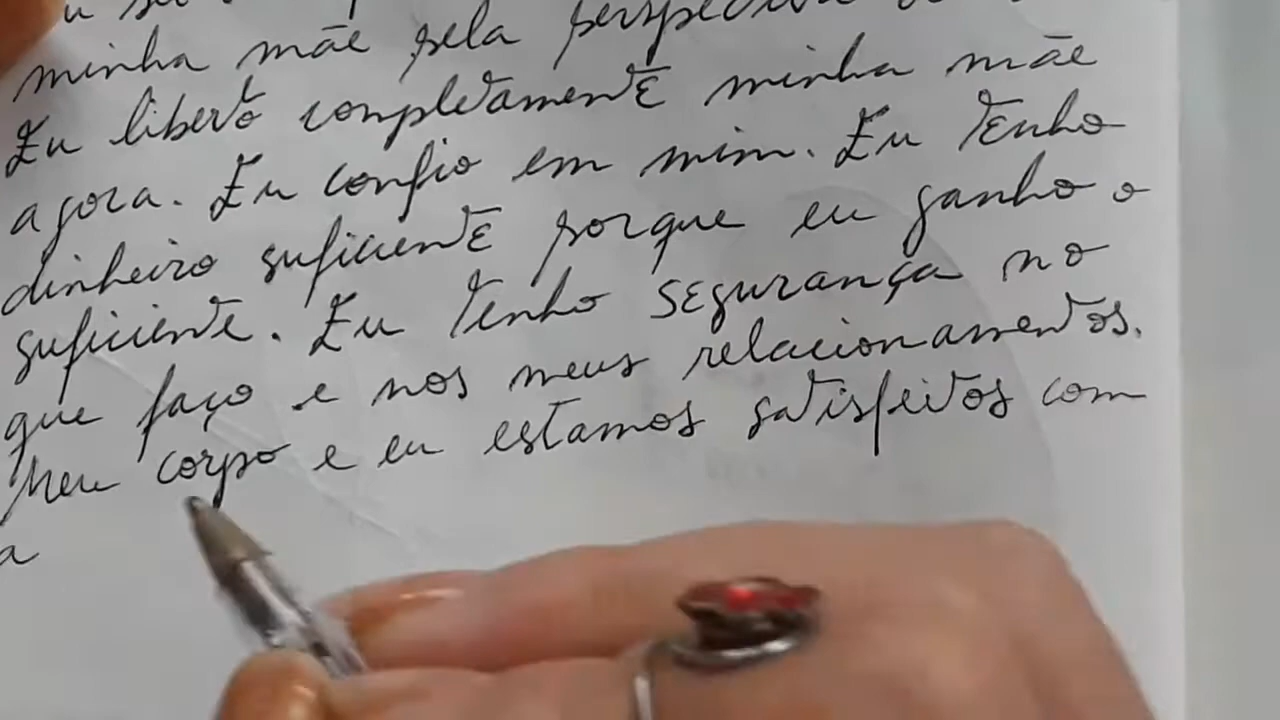 minha mãe pela
Eu liberto completamente minha mãe
agora. Eu confio em mim. Eu tenho
dinheiro suficiente porque eu ganho o
suficiente. Eu tenho segurança no
que faço e nos meus relacionamentos.
Meu corpo e eu estamos satisfeitos com
a